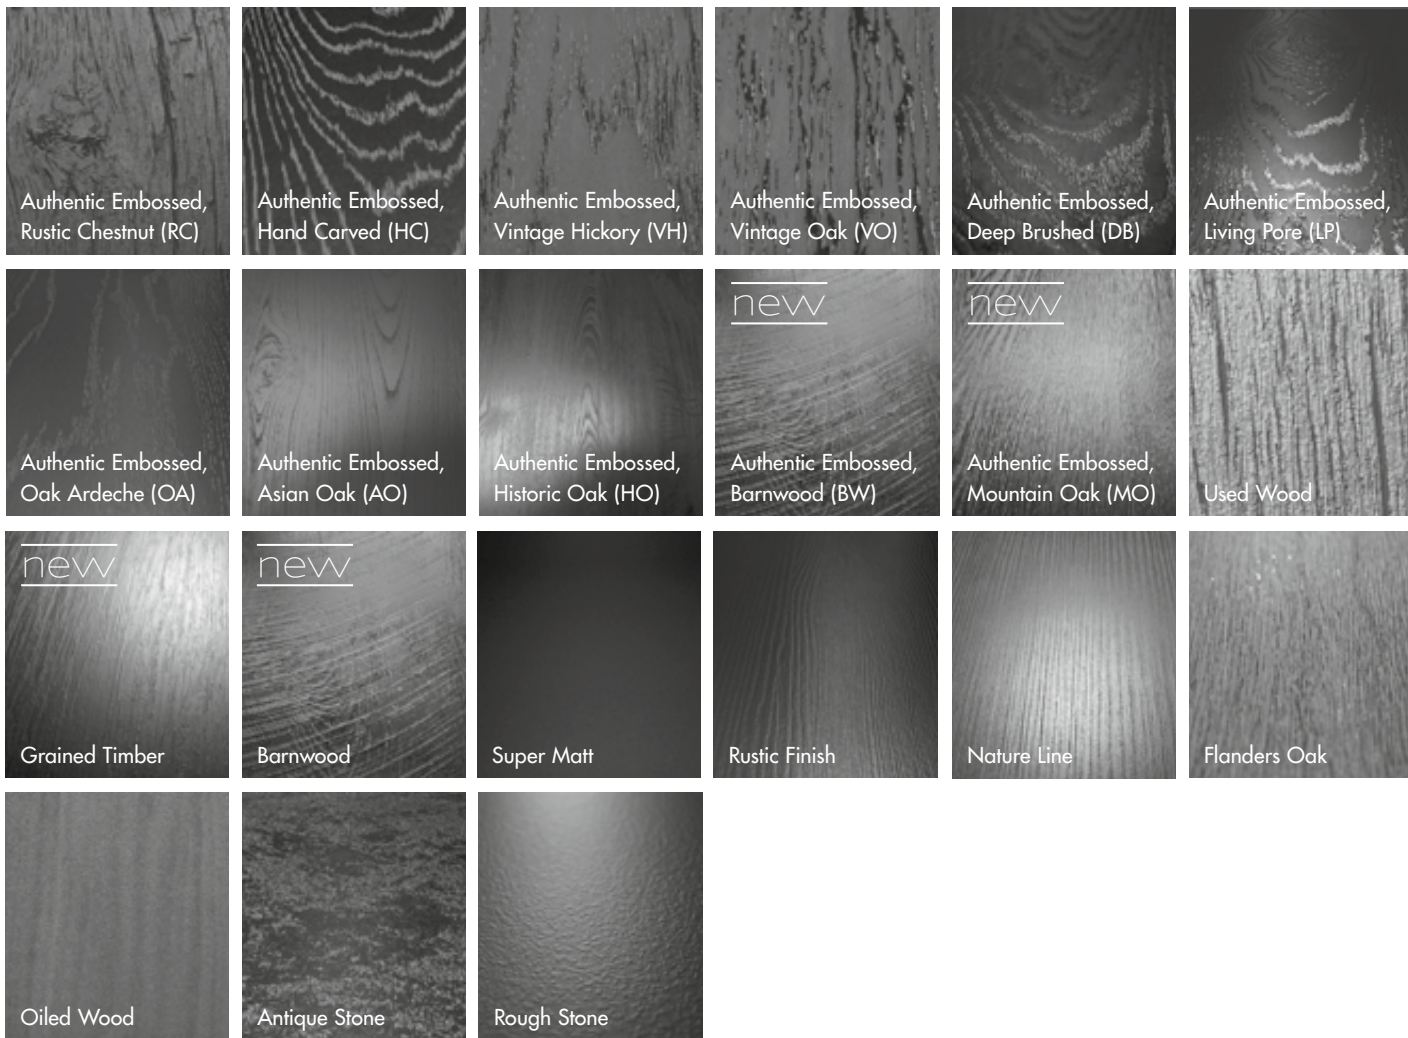 Authentic Embossed,
Rustic Chestnut (RC)
Authentic Embossed,
Hand Carved (HC)
Authentic Embossed,
Vintage Hickory (VH)
Authentic Embossed,
Vintage Oak (VO)
Authentic Embossed,
Deep Brushed (DB)
Authentic Embossed,
Living Pore (LP)
Authentic Embossed,
Oak Ardeche (OA)
Authentic Embossed,
Asian Oak (AO)
Authentic Embossed,
Historic Oak (HO)
new
Authentic Embossed,
Barnwood (BW)
new
Authentic Embossed,
Mountain Oak (MO)
Used Wood
new
Grained Timber
new
Barnwood
Super Matt
Rustic Finish
Nature Line
Flanders Oak
Oiled Wood
Antique Stone
Rough Stone